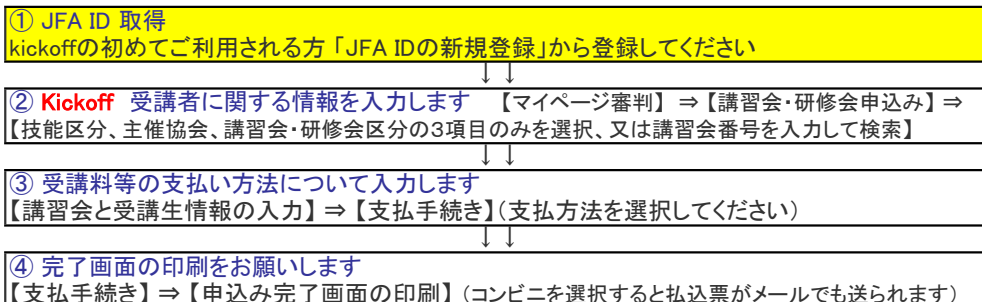 ① JFA ID 取得
kickoffの初めてご利用される方 「JFA IDの新規登録」から登録してください
↓ ↓
② Kickoff 受講者に関する情報を入力します 【マイページ審判】 ⇒ 【講習会・研修会申込み】 ⇒
【技能区分、主催協会、講習会・研修会区分の3項目のみを選択、又は講習会番号を入力して検索】
↓ ↓
③ 受講料等の支払い方法について入力します
【講習会と受講生情報の入力】 ⇒ 【支払手続き】（支払方法を選択してください）
↓ ↓
④ 完了画面の印刷をお願いします
【支払手続き】 ⇒ 【申込み完了画面の印刷】 （コンビニを選択すると払込票がメールでも送られます）